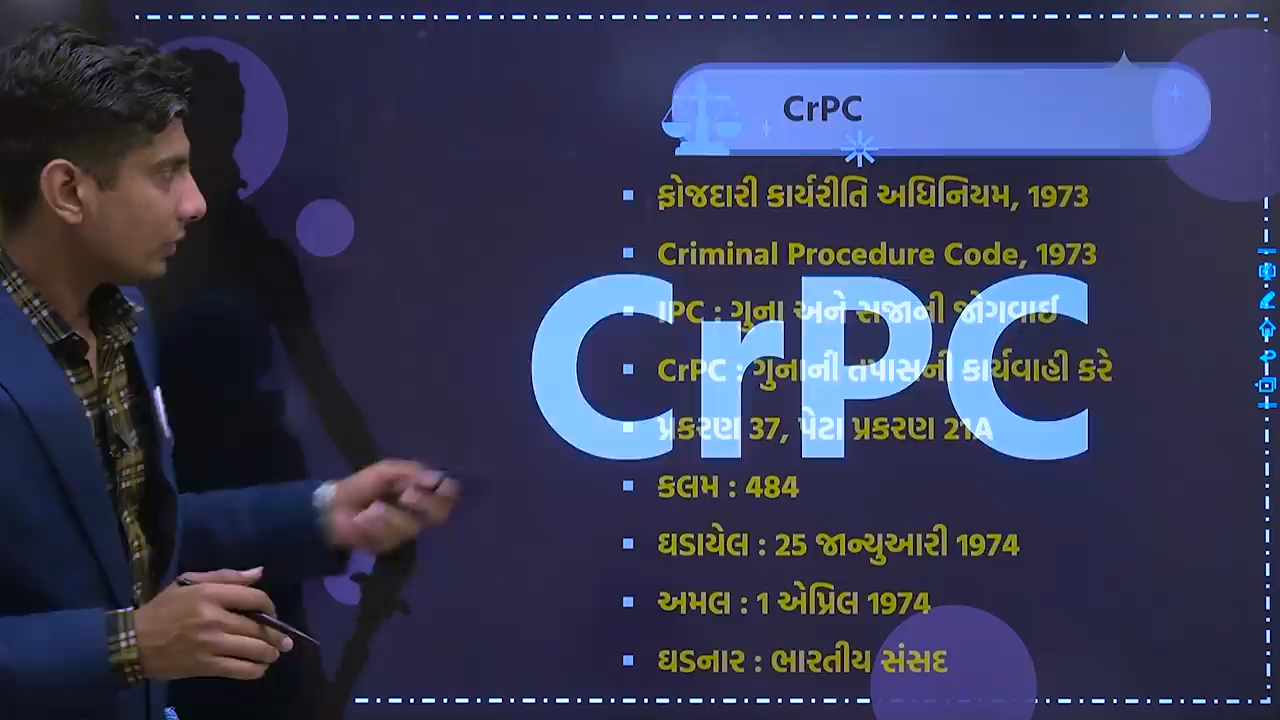 CrPC
ફોજદારી કાર્યરીતિ અધિનિયમ, 1973
Criminal Procedure Code, 1973
IPC : ગુના અને સજાની જોગવાઈ
CrPC : ગુનાની તપાસની કાર્યવાહી કરે
CrPC
પ્રકરણ 37, પેટા પ્રકરણ 21A
કલમ : 484
ઘડાયેલ : 25 જાન્યુઆરી 1974
અમલ : 1 એપ્રિલ 1974
ઘડનાર : ભારતીય સંસદ